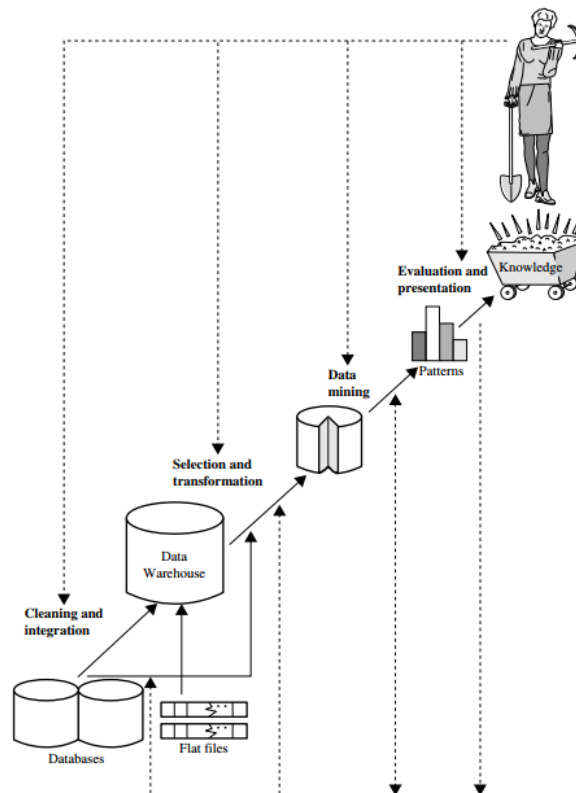 Knowledge
Evaluation and
presentation
Patterns
Data
mining
Selection and
transformation
Data
Warehouse
Cleaning and
integration
Databases
Flat files